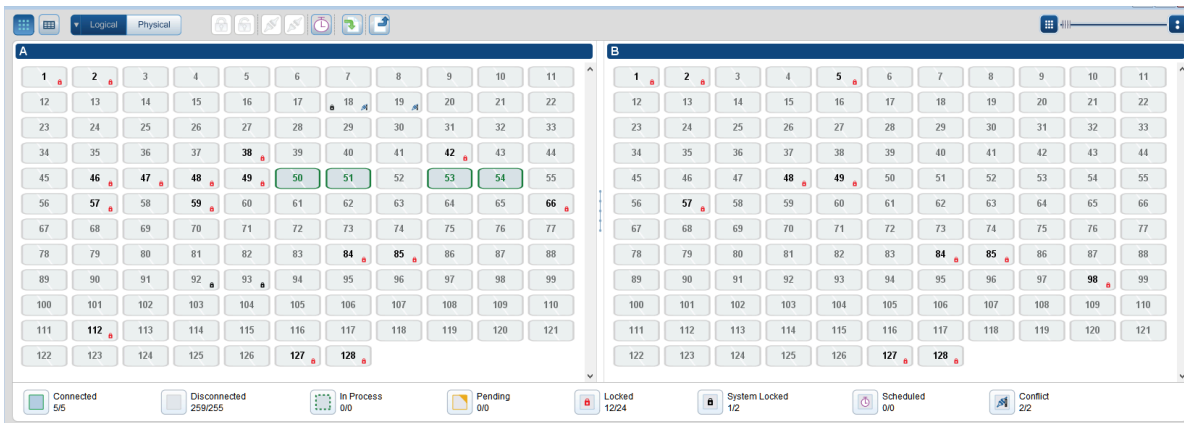 Logical Physical
A B
1 2 3 4 5 6 7 8 9 10 11 1 2 3 4 5 6 7 8 9 10 11
12 13 14 15 16 17 18 19 20 21 22 12 13 14 15 16 17 18 19 20 21 22
23 24 25 26 27 28 29 30 31 32 33 23 24 25 26 27 28 29 30 31 32 33
34 35 36 37 38 39 40 41 42 43 44 34 35 36 37 38 39 40 41 42 43 44
45 46 47 48 49 50 51 52 53 54 55 45 46 47 48 49 50 51 52 53 54 55
56 57 58 59 60 61 62 63 64 65 66 56 57 58 59 60 61 62 63 64 65 66
67 68 69 70 71 72 73 74 75 76 77 67 68 69 70 71 72 73 74 75 76 77
78 79 80 81 82 83 84 85 86 87 88 78 79 80 81 82 83 84 85 86 87 88
89 90 91 92 93 94 95 96 97 98 99 89 90 91 92 93 94 95 96 97 98 99
100 101 102 103 104 105 106 107 108 109 110 100 101 102 103 104 105 106 107 108 109 110
111 112 113 114 115 116 117 118 119 120 121 111 112 113 114 115 116 117 118 119 120 121
122 123 124 125 126 127 128 122 123 124 125 126 127 128
Connected Disconnected In Process Pending Locked System Locked Scheduled Conflict
5/5 259/255 0/0 0/0 12/24 1/2 0/0 2/2